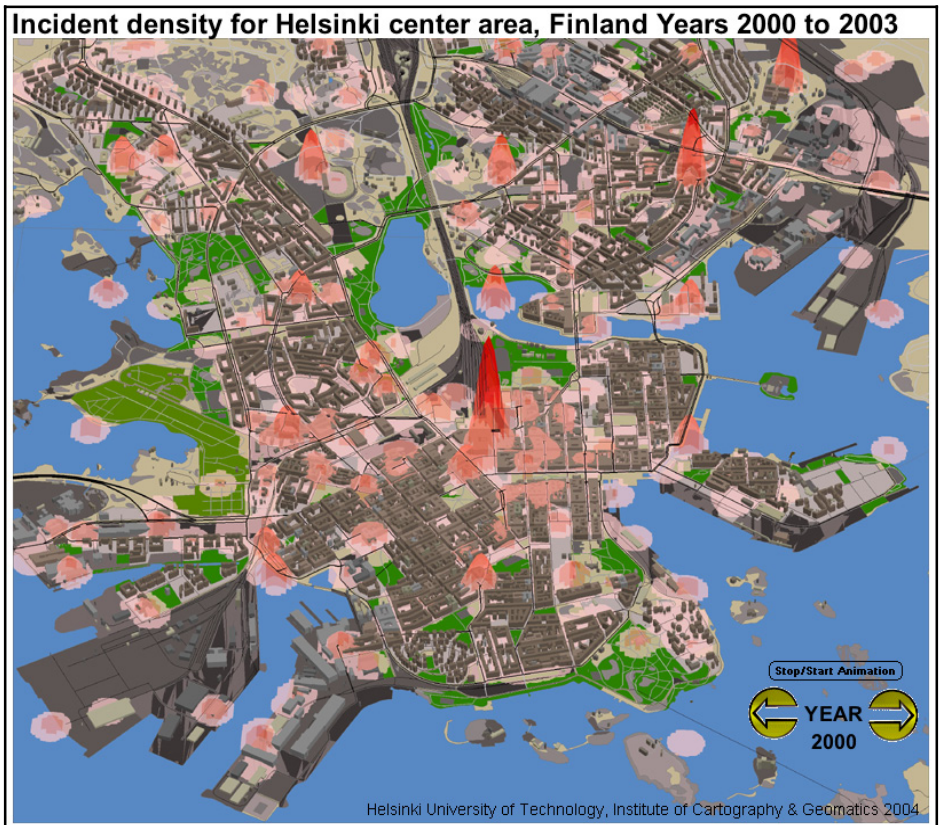 Incident density for Helsinki center area, Finland Years 2000 to 2003
Stop/Start Animation
YEAR
2000
Helsinki University of Technology, Institute of Cartography & Geomatics 2004